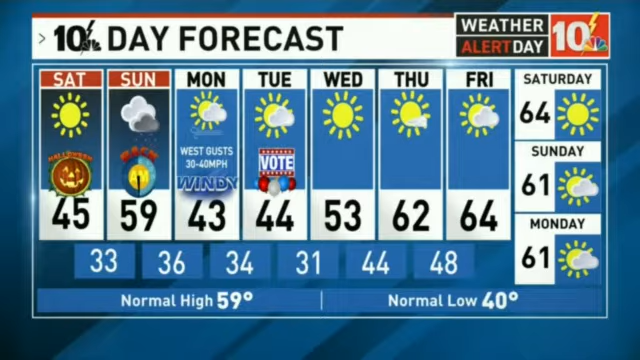 > 10 DAY FORECAST
WEATHER
ALERT DAY
10
SAT SUN MON TUE WED THU FRI
HALLOWEEN
BACK
WEST GUSTS
30-40MPH
WINDY
VOTE
45 59 43 44 53 62 64
33 36 34 31 44 48
SATURDAY
64
SUNDAY
61
MONDAY
61
Normal High 59° | Normal Low 40°